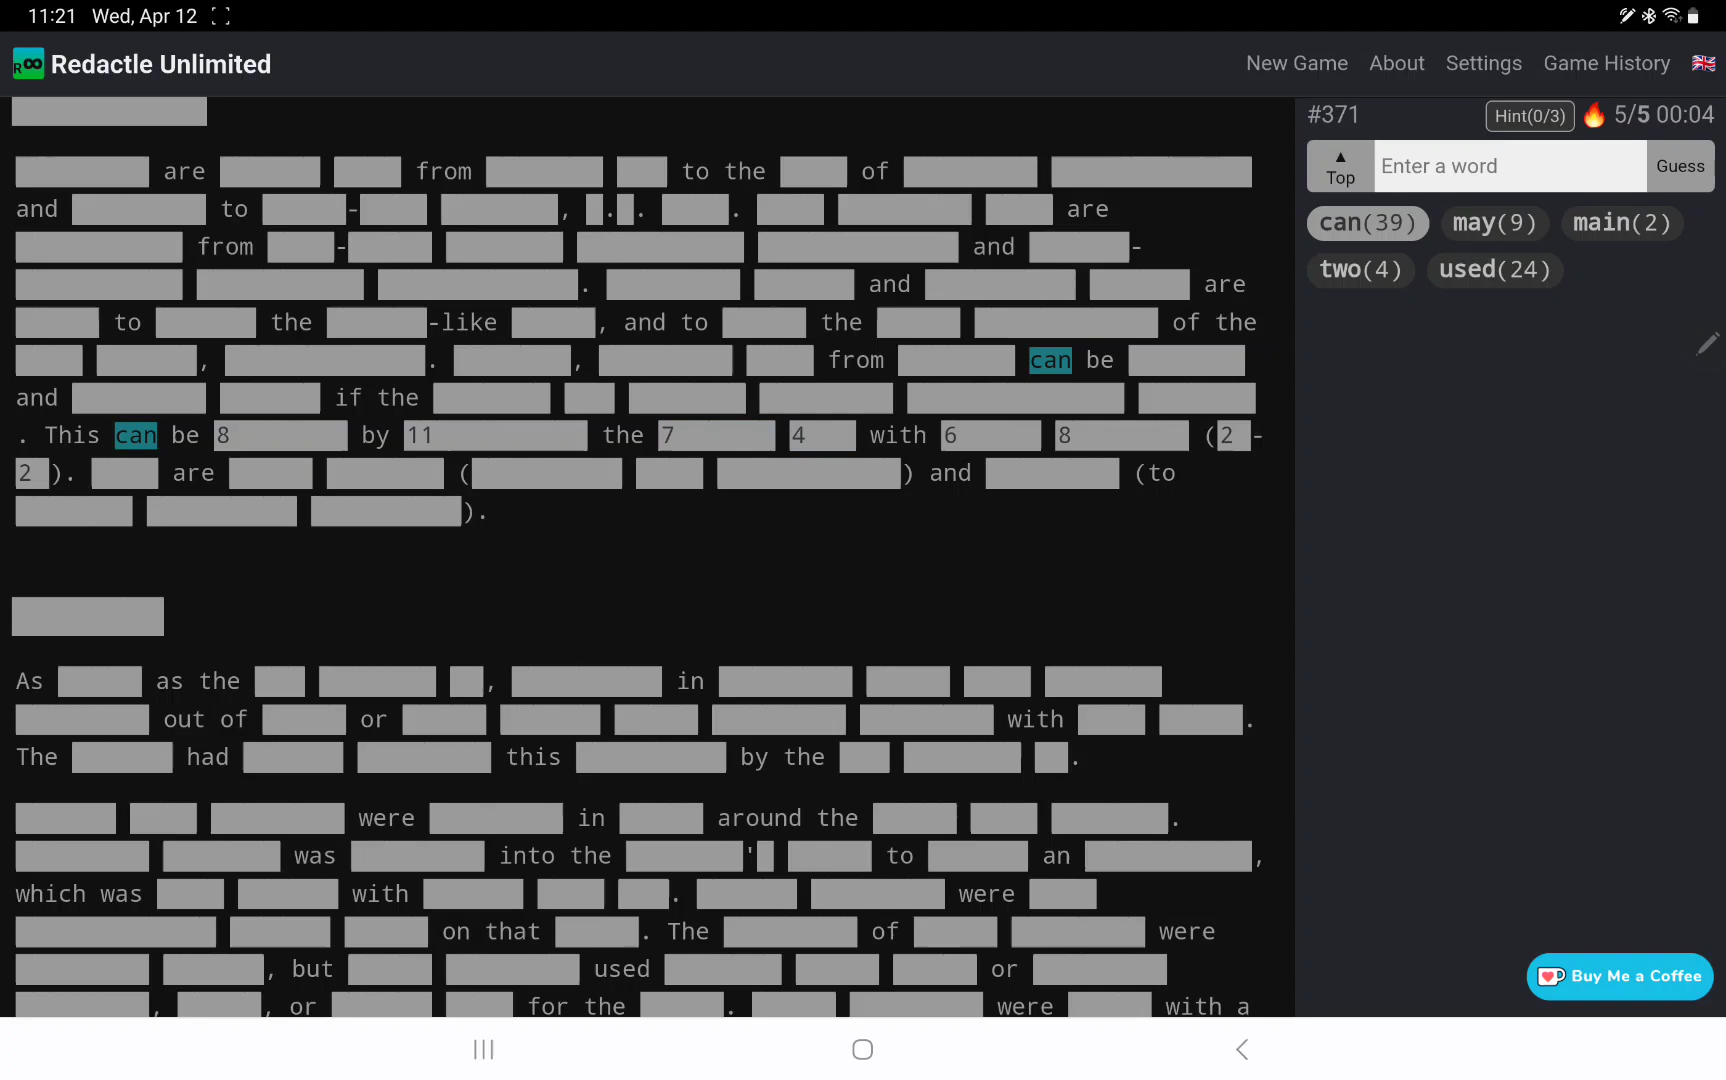 11:21 Wed, Apr 12
R∞ Redactle Unlimited
New Game About Settings Game History
#371 Hint(0/3) 5/5 00:04
▲ Top Enter a word Guess
can(39) may(9) main(2)
two(4) used(24)
are from to the of
and to - , . . . are
from - and -
. and are
to the -like , and to the of the
, . , from can be
and if the
. This can be 8 by 11 the 7 4 with 6 8 (2 -
2 ). are ( ) and (to
).
As as the , in
out of or with .
The had this by the .
were in around the .
was into the ' to an ,
which was with . were
on that . The of were
, but used or
, , or for the . were with a
Buy Me a Coffee